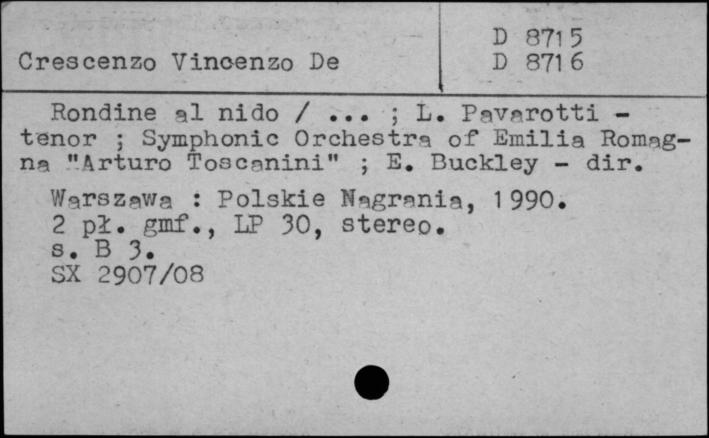 D 8715
Crescenzo Vincenzo De
D 8716
Rondine al nido / ... ; L. Pavarotti -
tenor ; Symphonic Orchestra of Emilia Romag-
na "Arturo Toscanini" ; E. Buckley - dir.
Warszawa : Polskie Nagrania, 1990.
2 pł. gmf., LP 30, stereo.
s. B 3.
SX 2907/08